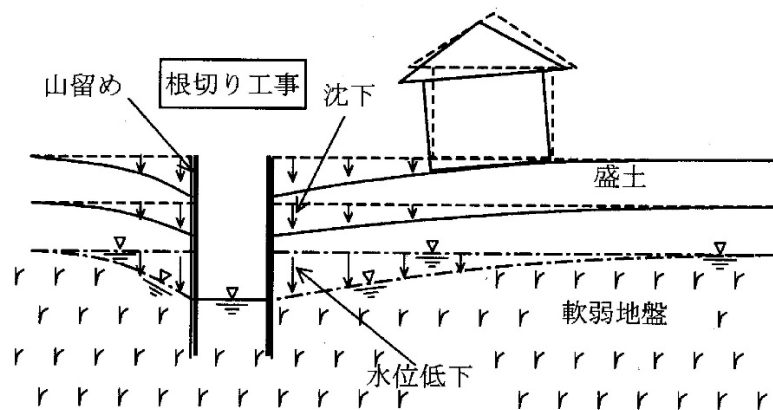 根切り工事
山留め
沈下
盛土
軟弱地盤
水位低下